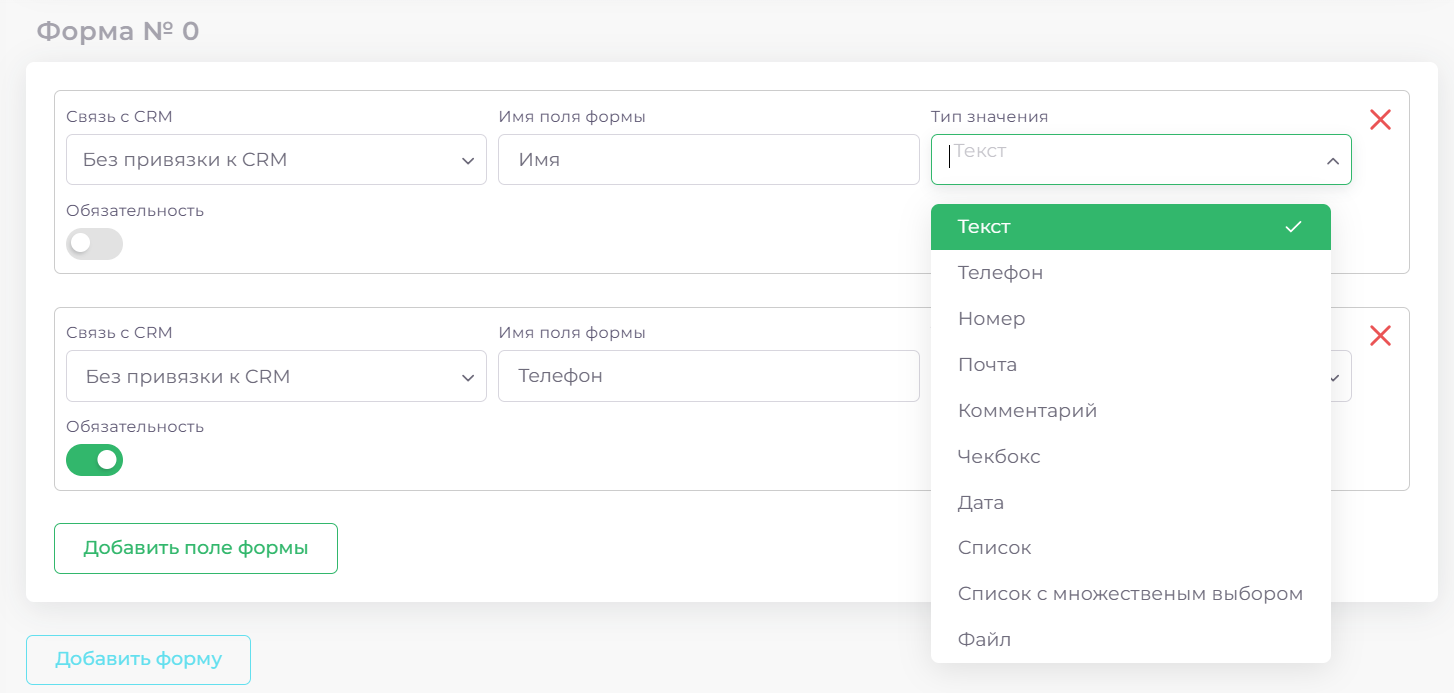 Форма № 0
Связь с CRM
Имя поля формы
Тип значения
Без привязки к CRM
Имя
Текст
Обязательность
Текст
Телефон
Номер
Почта
Комментарий
Чекбокс
Дата
Список
Список с множественым выбором
Файл
Связь с CRM
Имя поля формы
Без привязки к CRM
Телефон
Обязательность
Добавить поле формы
Добавить форму